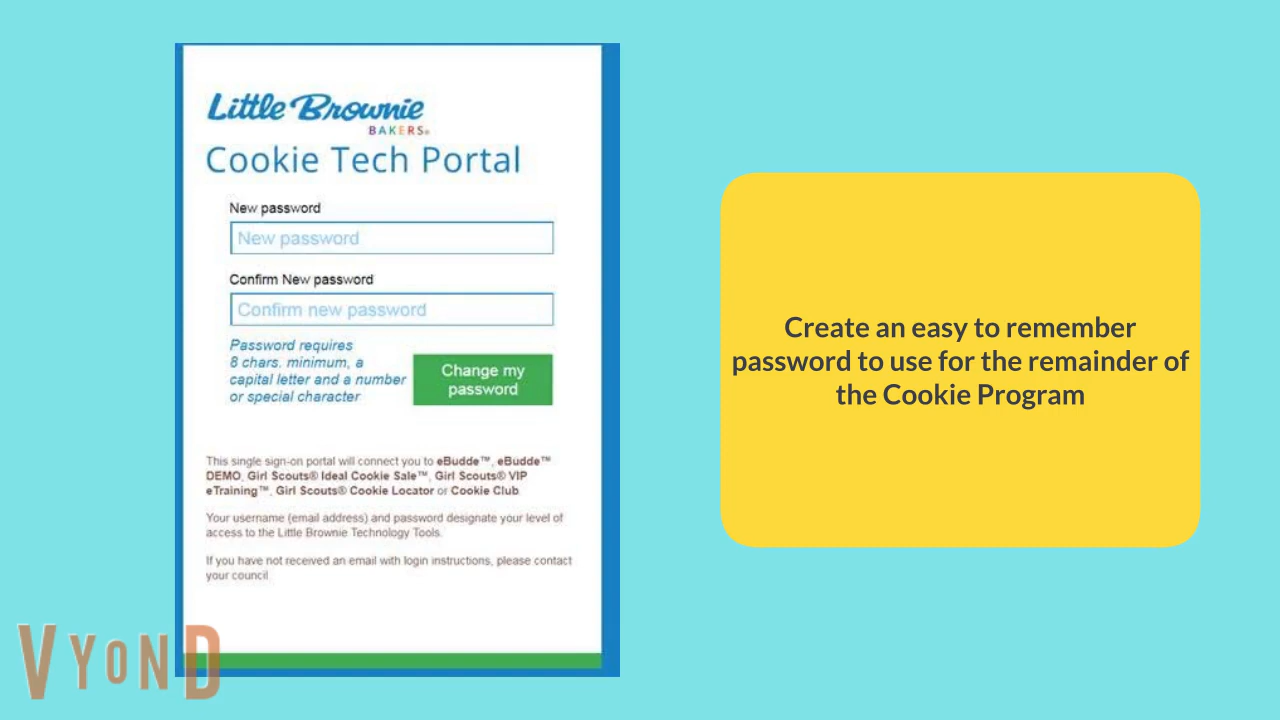 Little Brownie
BAKERS®
Cookie Tech Portal
New password
New password
Confirm New password
Confirm new password
Password requires
8 chars. minimum, a
capital letter and a number
or special character
Change my
password
This single sign-on portal will connect you to eBudde™, eBudde™
DEMO, Girl Scouts® Ideal Cookie Sale™, Girl Scouts® VIP
eTraining™, Girl Scouts® Cookie Locator or Cookie Club.
Your username (email address) and password designate your level of
access to the Little Brownie Technology Tools.
If you have not received an email with login instructions, please contact
your council
Create an easy to remember
password to use for the remainder of
the Cookie Program
VYOND